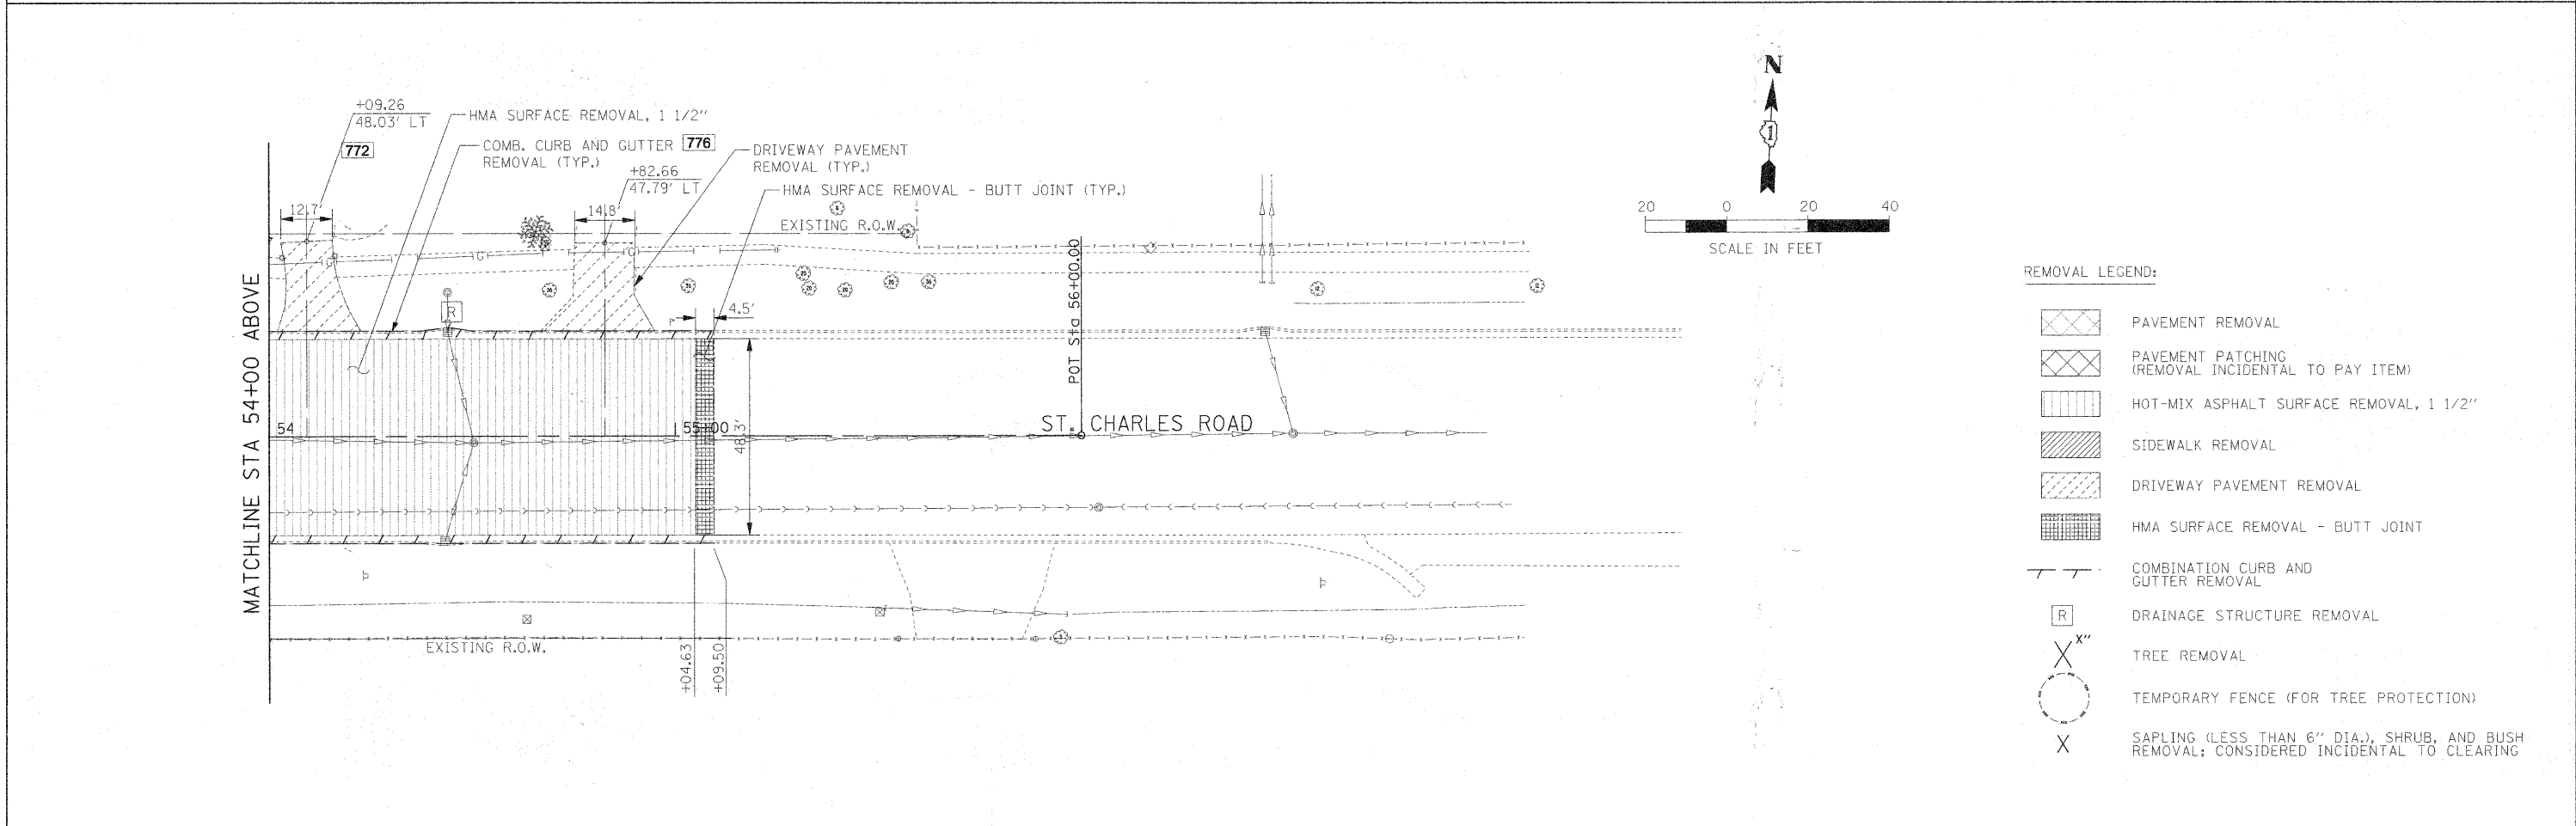 +09.26
48.03' LT
772
HMA SURFACE REMOVAL, 1 1/2"
COMB. CURB AND GUTTER
REMOVAL (TYP.)
776
+82.66
47.79' LT
DRIVEWAY PAVEMENT
REMOVAL (TYP.)
HMA SURFACE REMOVAL - BUTT JOINT (TYP.)
12.7'
14.8'
EXISTING R.O.W.
G
G
R
4.5'
MATCHLINE STA 54+00 ABOVE
54
55+00
48.3'
POT Sta 56+00.00
ST. CHARLES ROAD
EXISTING R.O.W.
+04.63
+09.50
N
1
20 0 20 40
SCALE IN FEET
REMOVAL LEGEND:
PAVEMENT REMOVAL
PAVEMENT PATCHING
(REMOVAL INCIDENTAL TO PAY ITEM)
HOT-MIX ASPHALT SURFACE REMOVAL, 1 1/2"
SIDEWALK REMOVAL
DRIVEWAY PAVEMENT REMOVAL
HMA SURFACE REMOVAL - BUTT JOINT
COMBINATION CURB AND
GUTTER REMOVAL
R DRAINAGE STRUCTURE REMOVAL
X" TREE REMOVAL
TEMPORARY FENCE (FOR TREE PROTECTION)
X SAPLING (LESS THAN 6" DIA.), SHRUB, AND BUSH
REMOVAL; CONSIDERED INCIDENTAL TO CLEARING